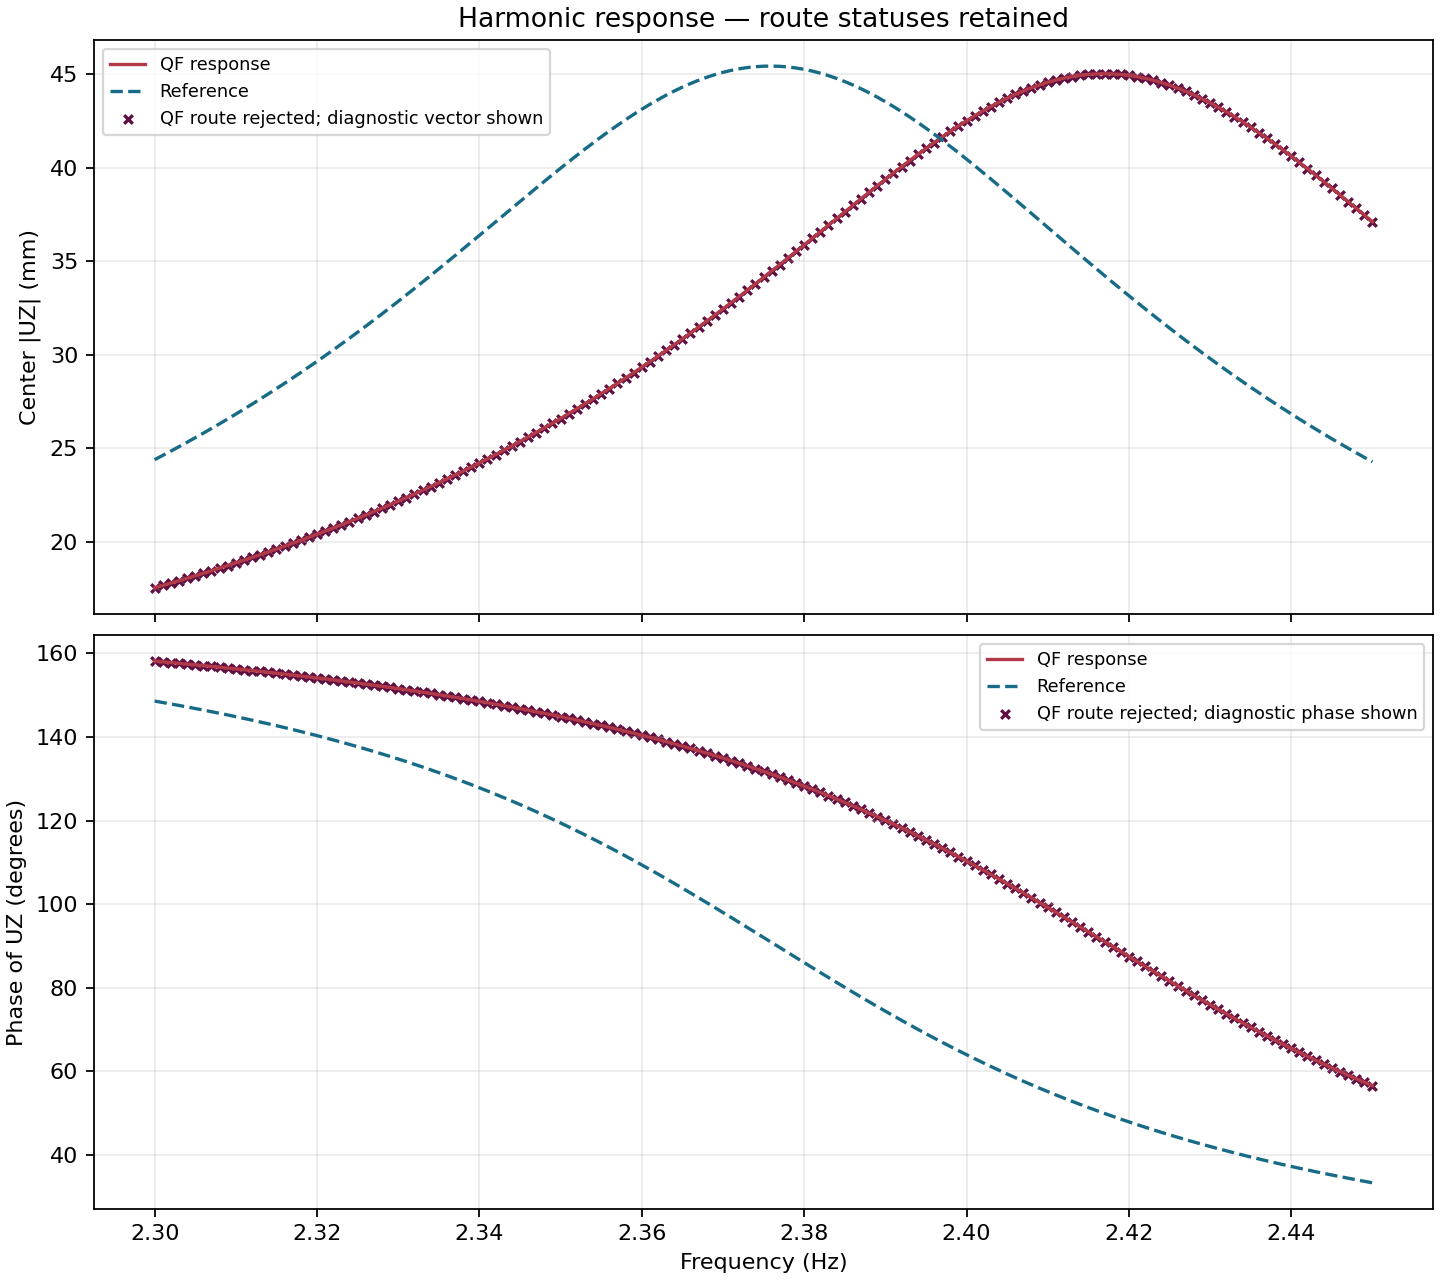 Harmonic response — route statuses retained
QF response
Reference
QF route rejected; diagnostic vector shown
Center |UZ| (mm)
45
40
35
30
25
20
QF response
Reference
QF route rejected; diagnostic phase shown
Phase of UZ (degrees)
160
140
120
100
80
60
40
2.30 2.32 2.34 2.36 2.38 2.40 2.42 2.44
Frequency (Hz)